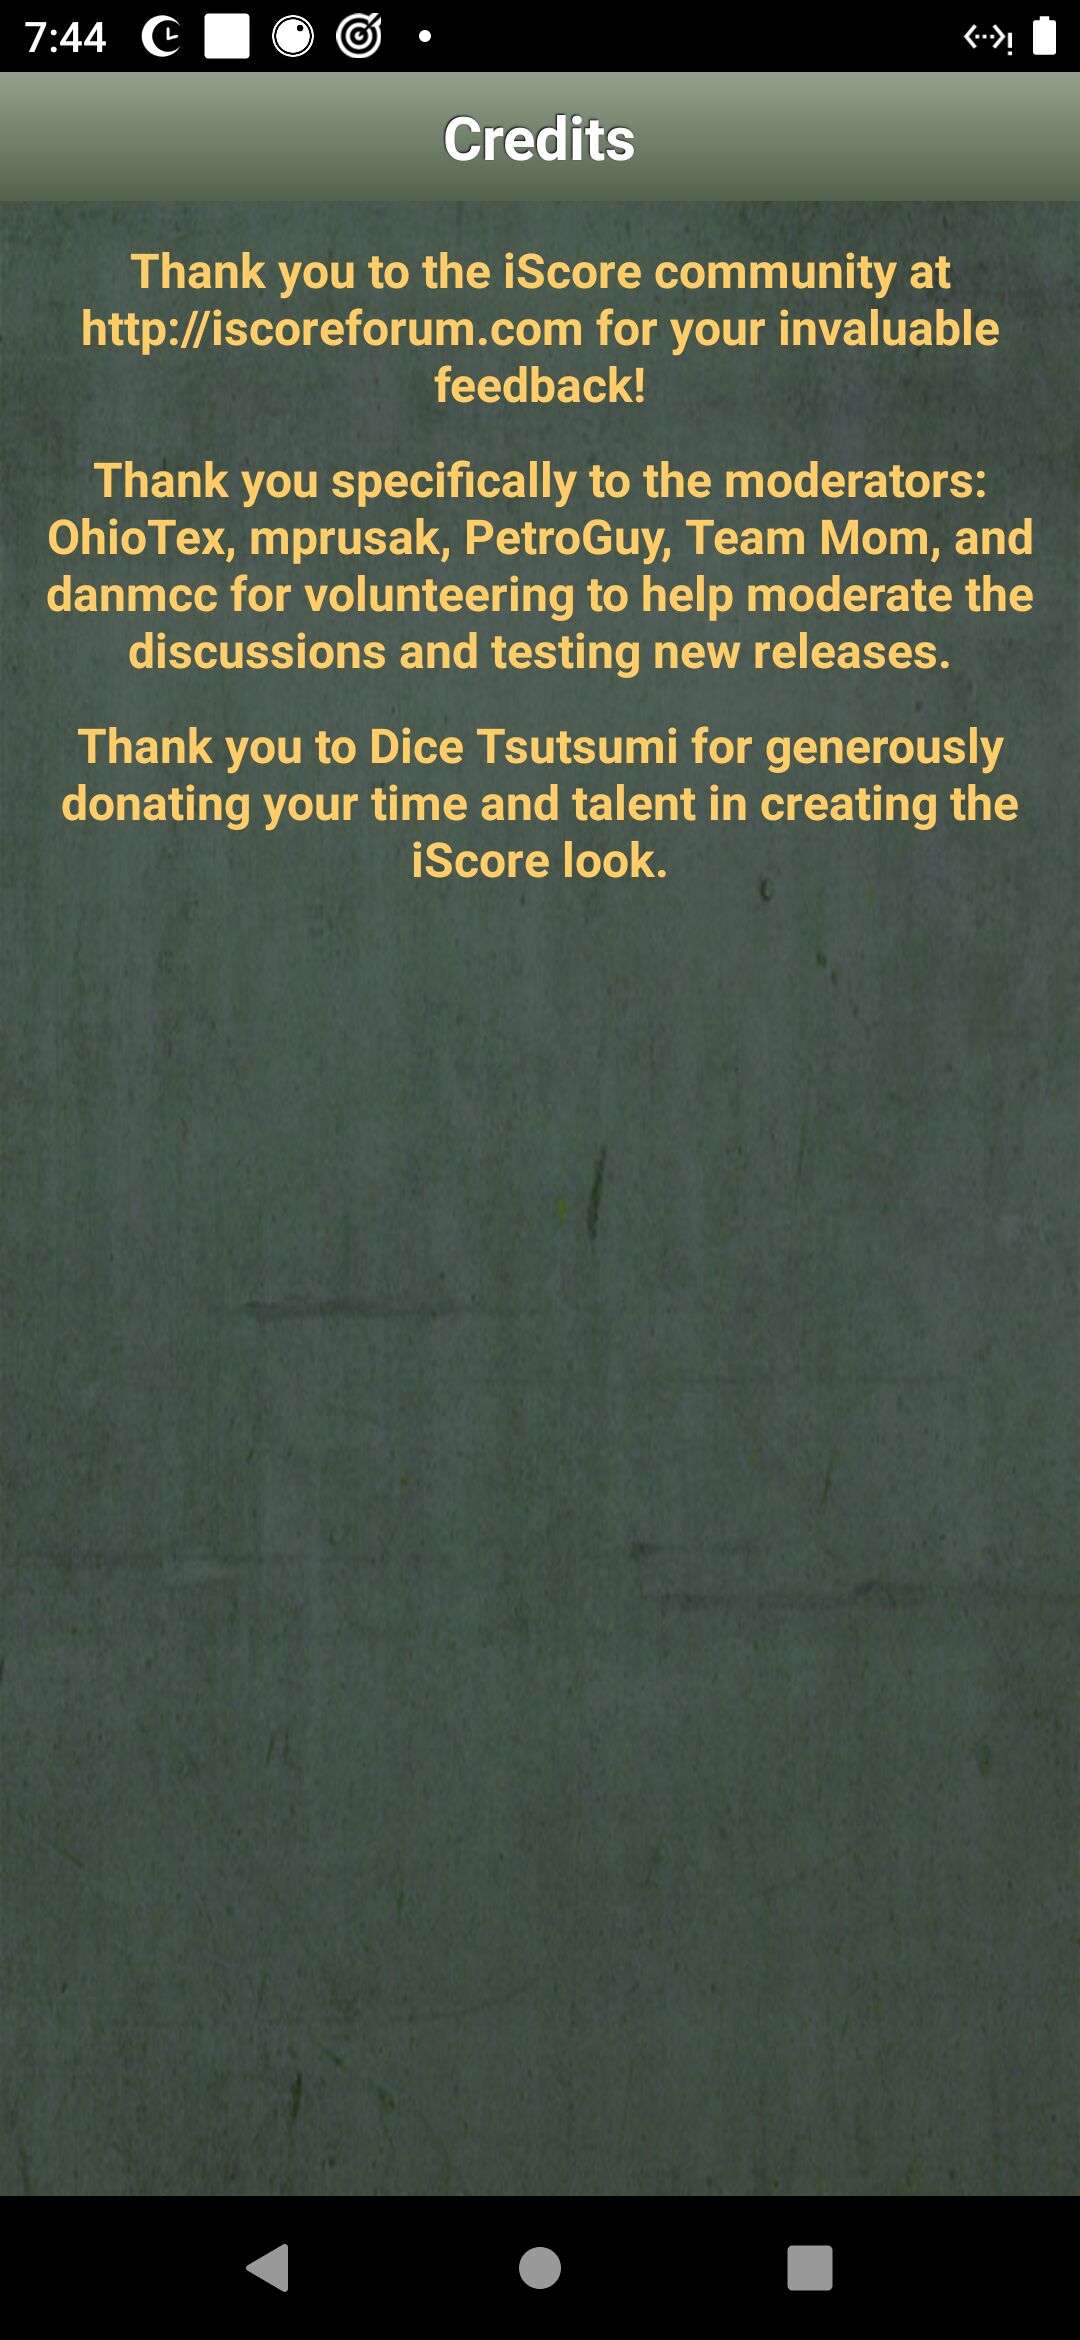 7:44
Credits
Thank you to the iScore community at
http://iscoreforum.com for your invaluable
feedback!
Thank you specifically to the moderators:
OhioTex, mprusak, PetroGuy, Team Mom, and
danmcc for volunteering to help moderate the
discussions and testing new releases.
Thank you to Dice Tsutsumi for generously
donating your time and talent in creating the
iScore look.